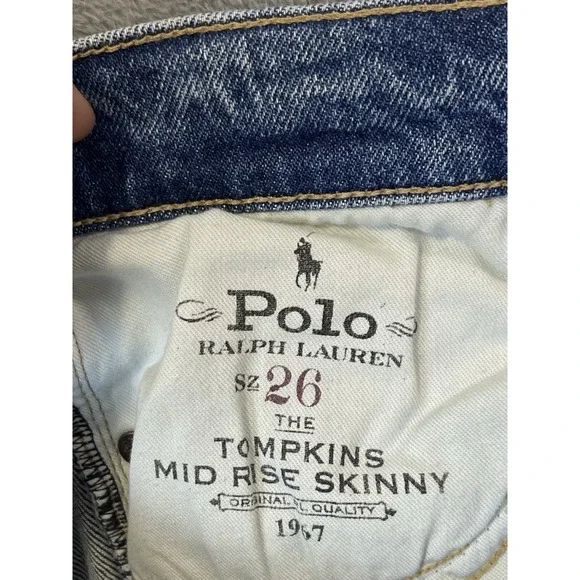 Polo
RALPH LAUREN
SZ 26
THE
TOMPKINS
MID RISE SKINNY
ORIGINAL QUALITY
1967